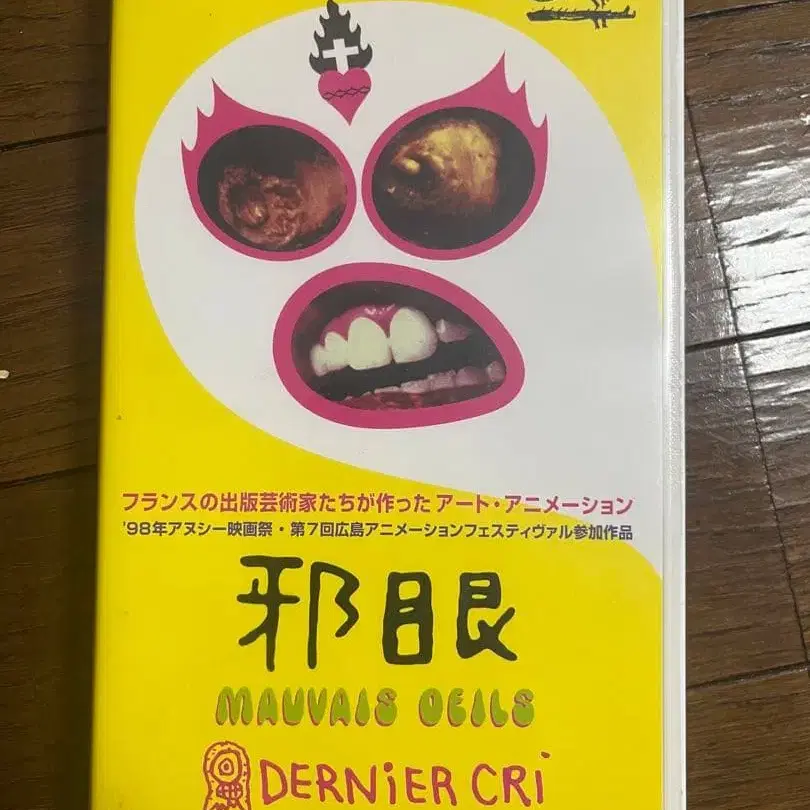 フランスの出版芸術家たちが作ったアート・アニメーション
'98年アヌシー映画祭・第7回広島アニメーションフェスティヴァル参加作品
邪眼
MAUVAIS OEILS
DERNiER CRi